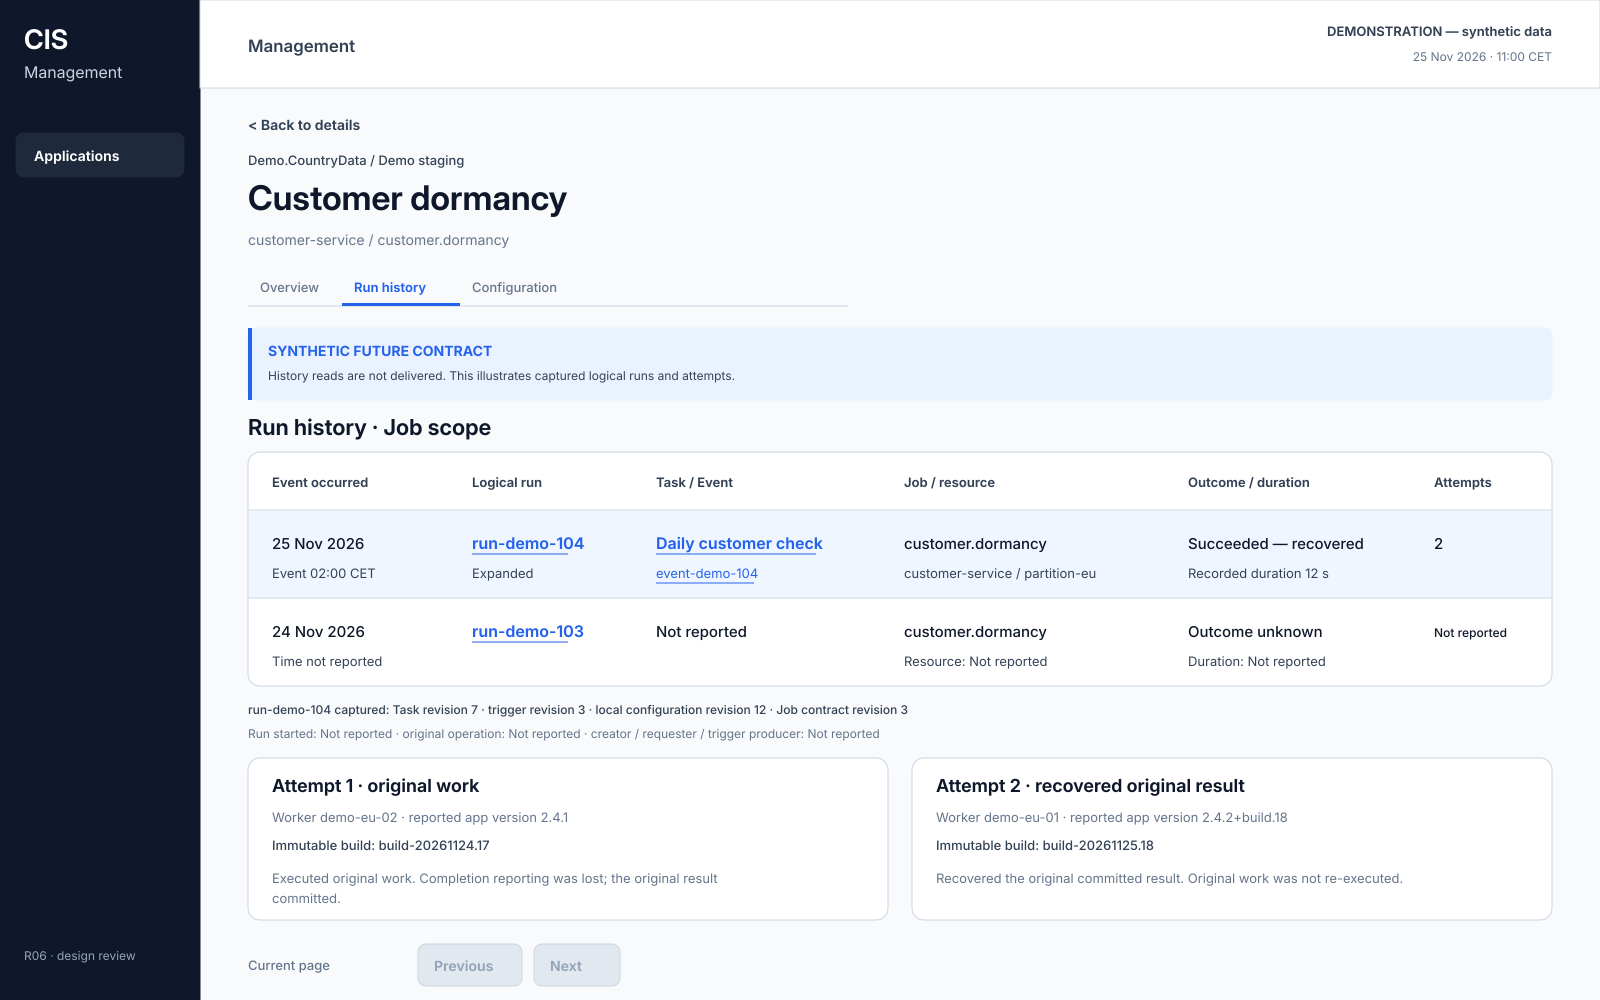 CIS
Management
Applications
R06 · design review
Management
DEMONSTRATION — synthetic data
25 Nov 2026 · 11:00 CET
< Back to details
Demo.CountryData / Demo staging
Customer dormancy
customer-service / customer.dormancy
Overview Run history Configuration
SYNTHETIC FUTURE CONTRACT
History reads are not delivered. This illustrates captured logical runs and attempts.
Run history · Job scope
Event occurred Logical run Task / Event Job / resource Outcome / duration Attempts
25 Nov 2026 run-demo-104 Daily customer check customer.dormancy Succeeded — recovered 2
Event 02:00 CET Expanded event-demo-104 customer-service / partition-eu Recorded duration 12 s
24 Nov 2026 run-demo-103 Not reported customer.dormancy Outcome unknown Not reported
Time not reported Resource: Not reported Duration: Not reported
run-demo-104 captured: Task revision 7 · trigger revision 3 · local configuration revision 12 · Job contract revision 3
Run started: Not reported · original operation: Not reported · creator / requester / trigger producer: Not reported
Attempt 1 · original work
Worker demo-eu-02 · reported app version 2.4.1
Immutable build: build-20261124.17
Executed original work. Completion reporting was lost; the original result
committed.
Attempt 2 · recovered original result
Worker demo-eu-01 · reported app version 2.4.2+build.18
Immutable build: build-20261125.18
Recovered the original committed result. Original work was not re-executed.
Current page Previous Next